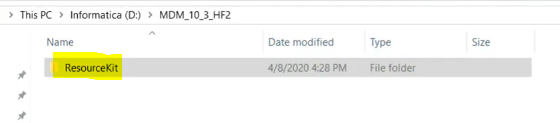 This PC > Informatica (D:) > MDM_10_3_HF2
Name Date modified Type Size
ResourceKit 4/8/2020 4:28 PM File folder